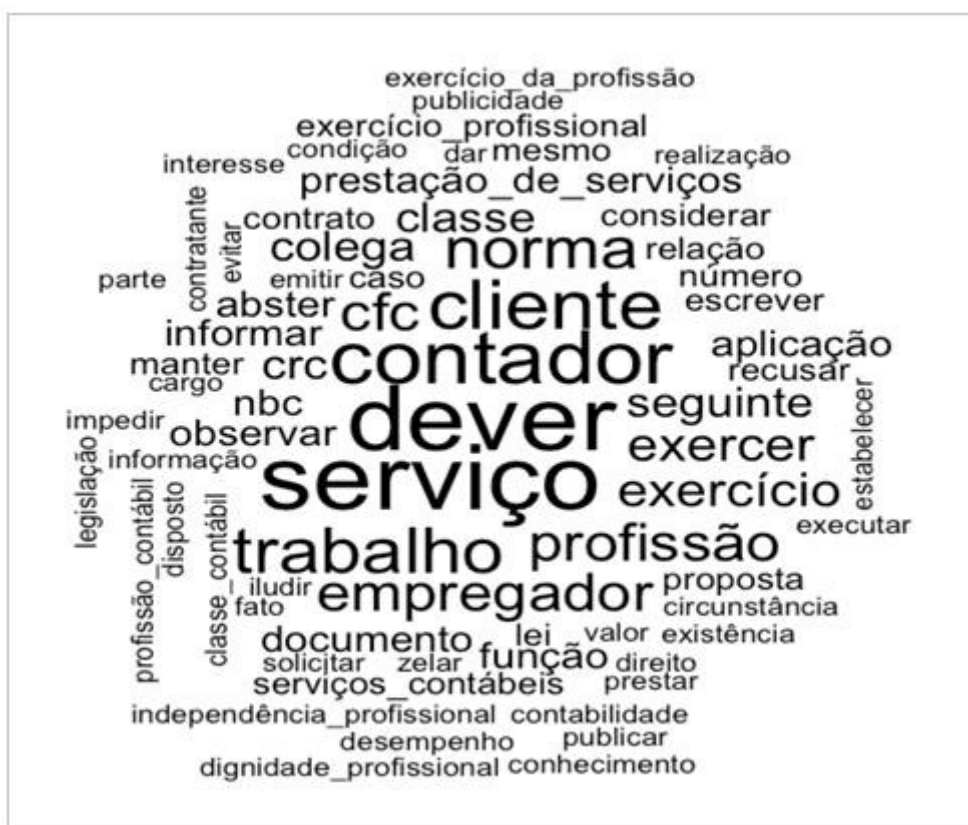 exercício_da_profissão
publicidade
exercício_profissional
condição dar mesmo realização
interesse
prestação_de_serviços
contratante
contrato classe considerar
evitar
colega norma relação
parte emitir caso número
abster cfc cliente escrever
informar
manter crc contador aplicação
recusar
cargo
nbc dever seguinte
estabelecer
impedir observar exercer
legislação
informação
serviço exercício
profissão_contábil
disposto
classe_contábil
executar
trabalho profissão
iludir empregador proposta
fato circunstância
documento lei valor existência
solicitar zelar função direito
serviços_contábeis prestar
independência_profissional contabilidade
desempenho publicar
dignidade_profissional conhecimento